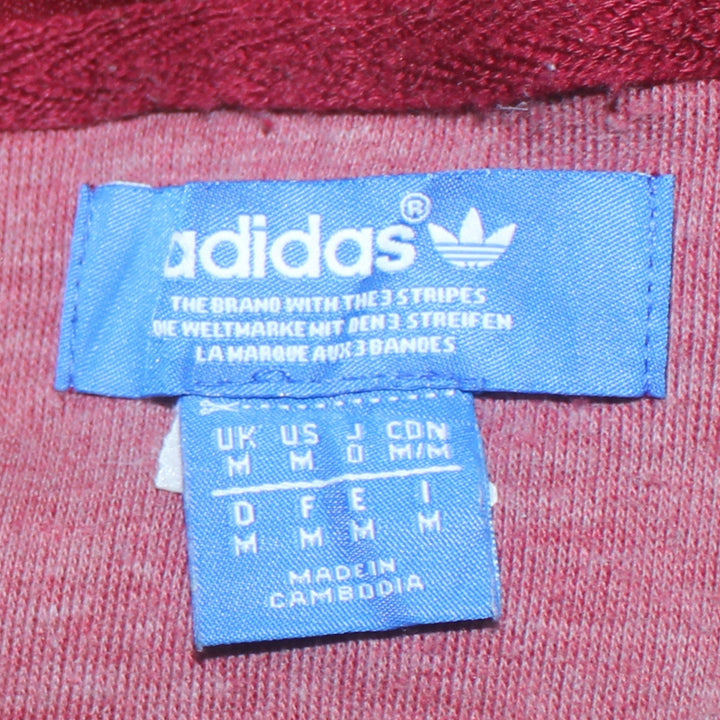 adidas®
THE BRAND WITH THE 3 STRIPES
DIE WELTMARKE MIT DEN 3 STREIFEN
LA MARQUE AUX 3 BANDES
UK US J CDN
M M O M/M
D F E I
M M M M
MADE IN
CAMBODIA